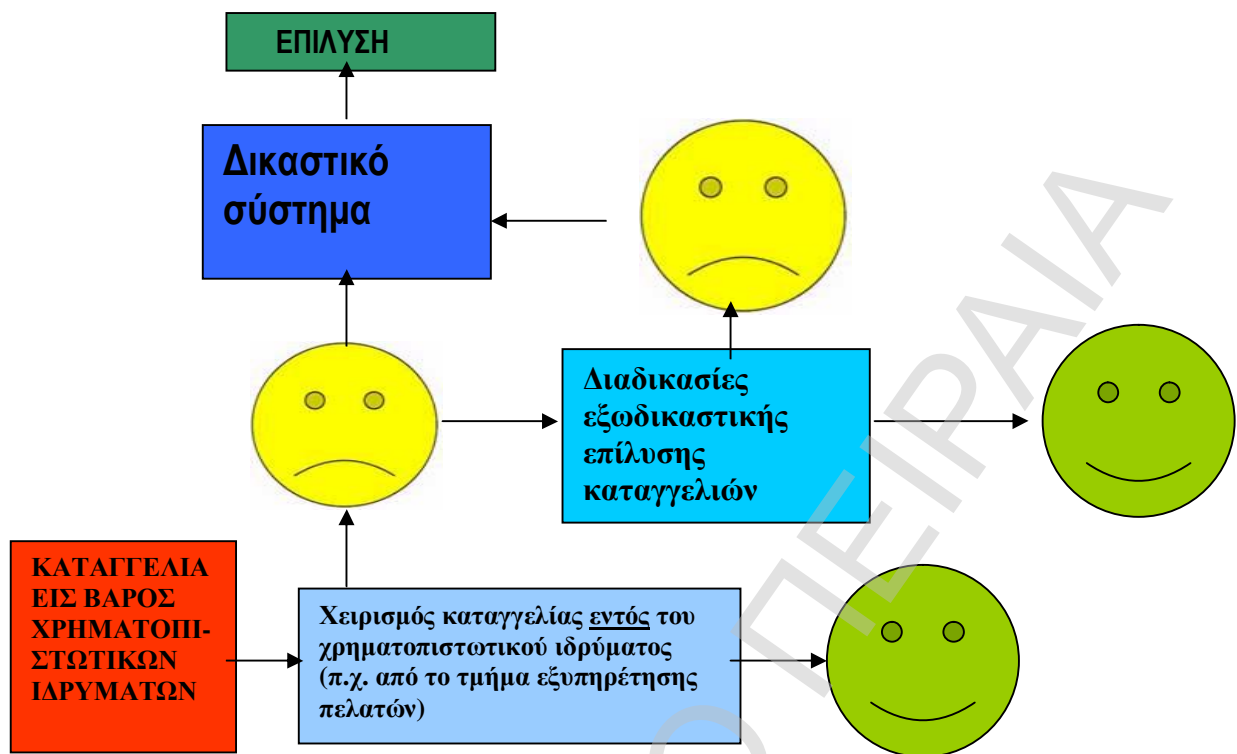 ΕΠΙΛΥΣΗ
Δικαστικό
σύστημα
Διαδικασίες
εξωδικαστικής
επίλυσης
καταγγελιών
ΚΑΤΑΓΓΕΛΙΑ
ΕΙΣ ΒΑΡΟΣ
ΧΡΗΜΑΤΟΠΙ-
ΣΤΩΤΙΚΩΝ
ΙΔΡΥΜΑΤΩΝ
Χειρισμός καταγγελίας εντός του
χρηματοπιστωτικού ιδρύματος
(π.χ. από το τμήμα εξυπηρέτησης
πελατών)
ΠΕΙΡΑΙΑ